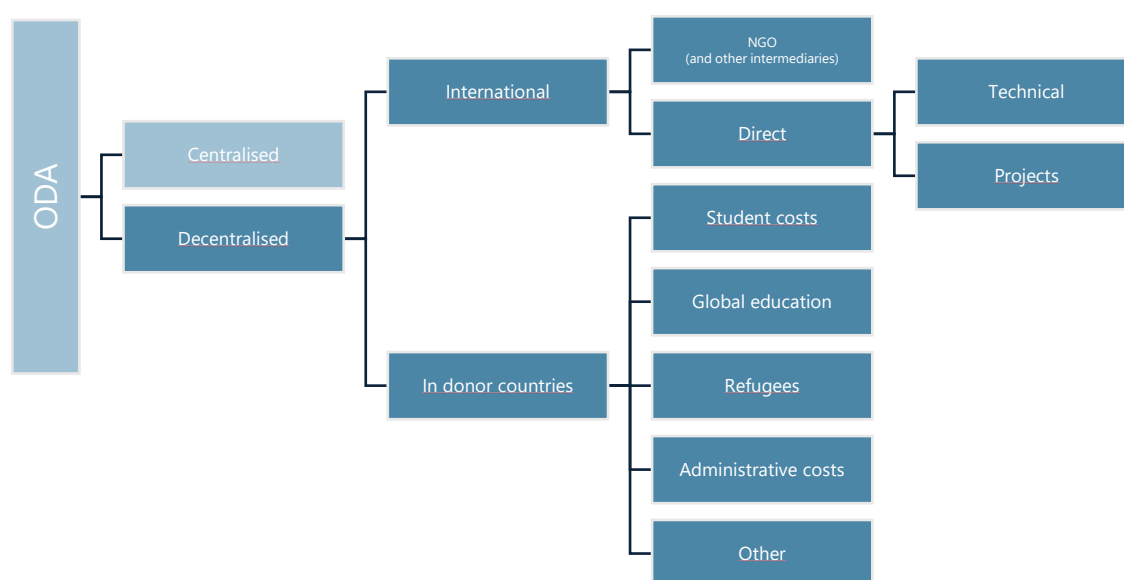 ODA
Centralised
Decentralised
International
In donor countries
NGO
(and other intermediaries)
Direct
Student costs
Global education
Refugees
Administrative costs
Other
Technical
Projects